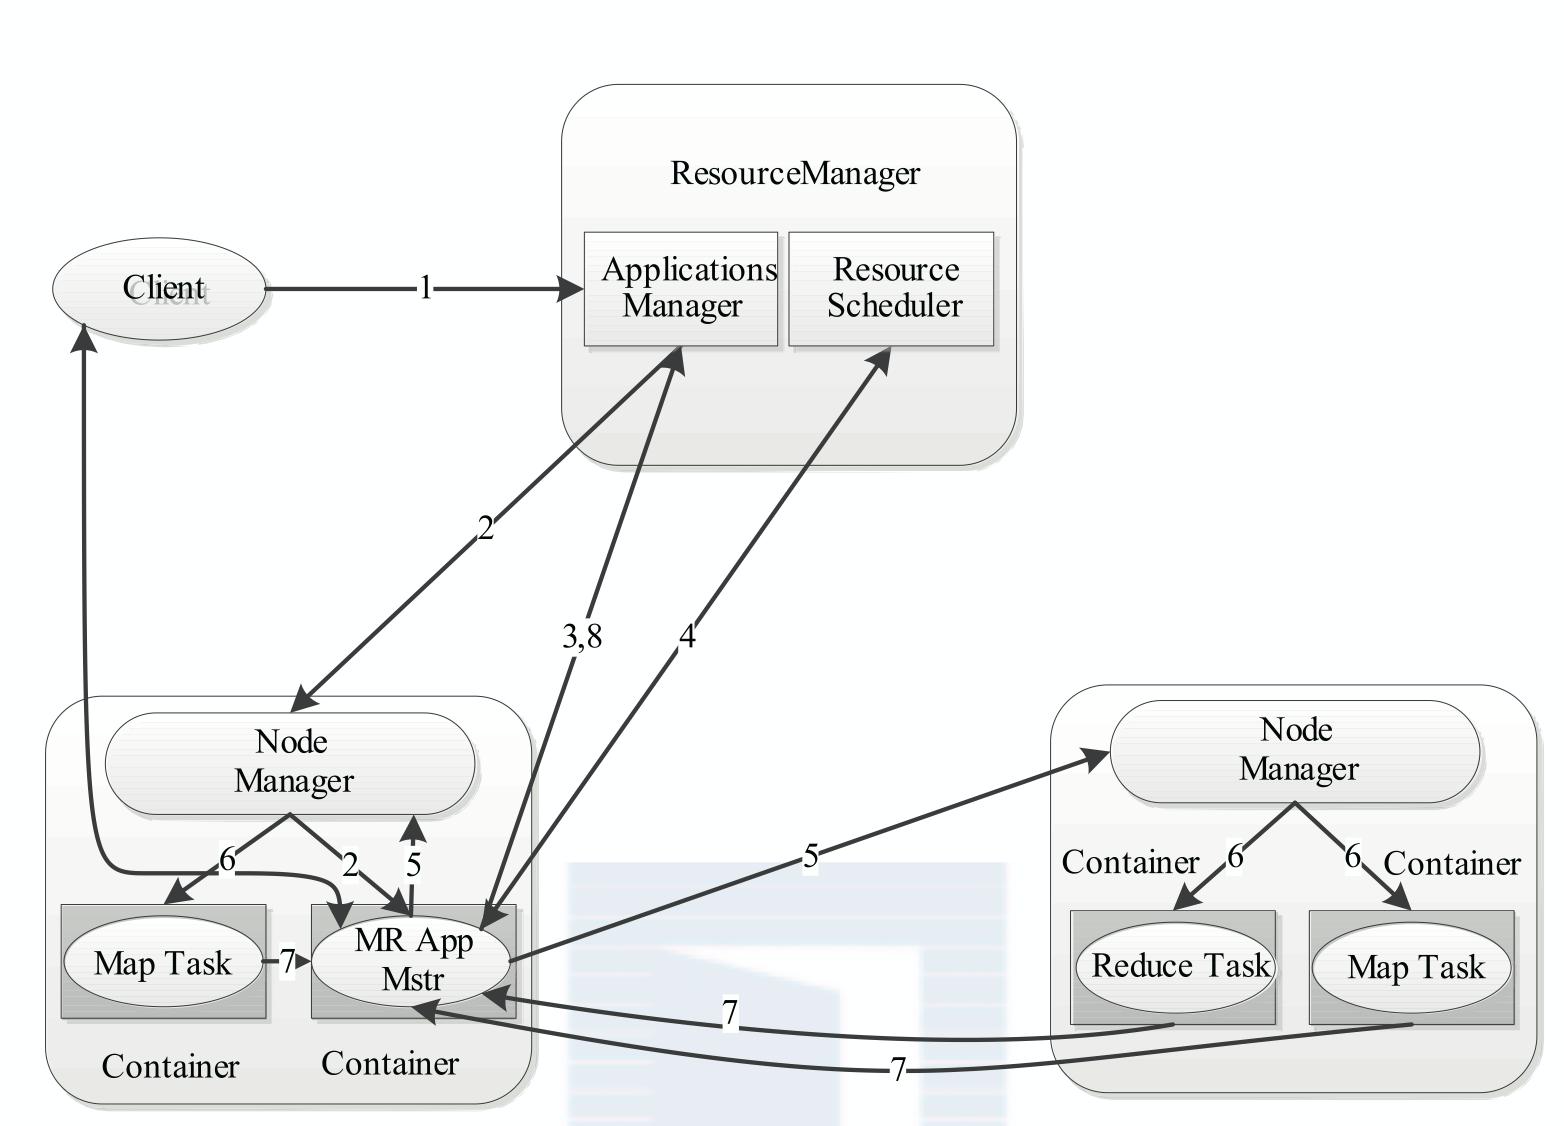 ResourceManager
Client
1
Applications
Manager
Resource
Scheduler
2
3,8
4
Node
Manager
6
2
5
5
Node
Manager
Container
6
6
Container
Map Task
7
MR App
Mstr
Reduce Task
Map Task
7
7
Container
Container